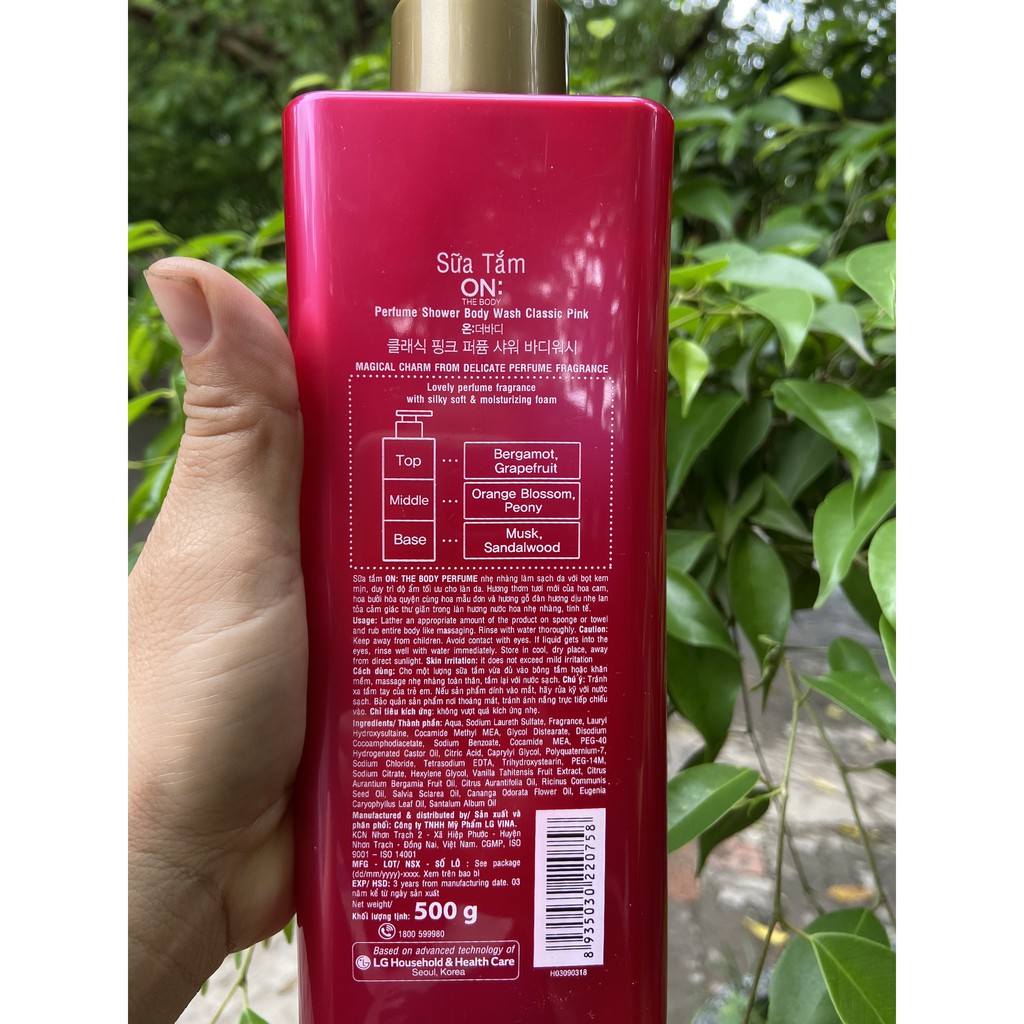 Sữa Tắm
ON:
THE BODY
Perfume Shower Body Wash Classic Pink
온:더바디
클래식 핑크 퍼퓸 샤워 바디워시
MAGICAL CHARM FROM DELICATE PERFUME FRAGRANCE
Lovely perfume fragrance
with silky soft & moisturizing foam
Top ... Bergamot, Grapefruit
Middle ... Orange Blossom, Peony
Base ... Musk, Sandalwood
Sữa tắm ON: THE BODY PERFUME nhẹ nhàng làm sạch da với bọt kem
mịn, duy trì độ ẩm tối ưu cho làn da. Hương thơm tươi mới của hoa cam,
hoa bưởi hòa quyện cùng hoa mẫu đơn và hương gỗ đàn hương dịu nhẹ lan
tỏa cảm giác thư giãn trong làn hương nước hoa nhẹ nhàng, tinh tế.
Usage: Lather an appropriate amount of the product on sponge or towel
and rub entire body like massaging. Rinse with water thoroughly. Caution:
Keep away from children. Avoid contact with eyes. If liquid gets into the
eyes, rinse well with water immediately. Store in cool, dry place, away
from direct sunlight. Skin irritation: it does not exceed mild irritation
Cách dùng: Cho một lượng sữa tắm vừa đủ vào bông tắm hoặc khăn
mềm, massage nhẹ nhàng toàn thân, tắm lại với nước sạch. Chú ý: Tránh
xa tầm tay của trẻ em. Nếu sản phẩm dính vào mắt, hãy rửa kỹ với nước
sạch. Bảo quản sản phẩm nơi thoáng mát, tránh ánh nắng trực tiếp chiếu
vào. Chỉ tiêu kích ứng: không vượt quá kích ứng nhẹ.
Ingredients/ Thành phần: Aqua, Sodium Laureth Sulfate, Fragrance, Lauryl
Hydroxysultaine, Cocamide Methyl MEA, Glycol Distearate, Disodium
Cocoamphodiacetate, Sodium Benzoate, Cocamide MEA, PEG-40
Hydrogenated Castor Oil, Citric Acid, Caprylyl Glycol, Polyquaternium-7,
Sodium Chloride, Tetrasodium EDTA, Trihydroxystearin, PEG-14M,
Sodium Citrate, Hexylene Glycol, Vanilla Tahitensis Fruit Extract, Citrus
Aurantium Bergamia Fruit Oil, Citrus Aurantifolia Oil, Ricinus Communis
Seed Oil, Salvia Sclarea Oil, Cananga Odorata Flower Oil, Eugenia
Caryophyllus Leaf Oil, Santalum Album Oil
Manufactured & distributed by/ Sản xuất và
phân phối: Công ty TNHH Mỹ Phẩm LG VINA.
KCN Nhơn Trạch 2 - Xã Hiệp Phước - Huyện
Nhơn Trạch - Đồng Nai, Việt Nam. CGMP, ISO
9001 – ISO 14001
MFG - LOT/ NSX - SỐ LÔ : See package
(dd/mm/yyyy)-xxxx. Xem trên bao bì
EXP/ HSD: 3 years from manufacturing date. 03
năm kể từ ngày sản xuất
Net weight/
Khối lượng tịnh: 500 g
1800 599980
Based on advanced technology of
LG Household & Health Care
Seoul, Korea
8 935030 220758
H03090318